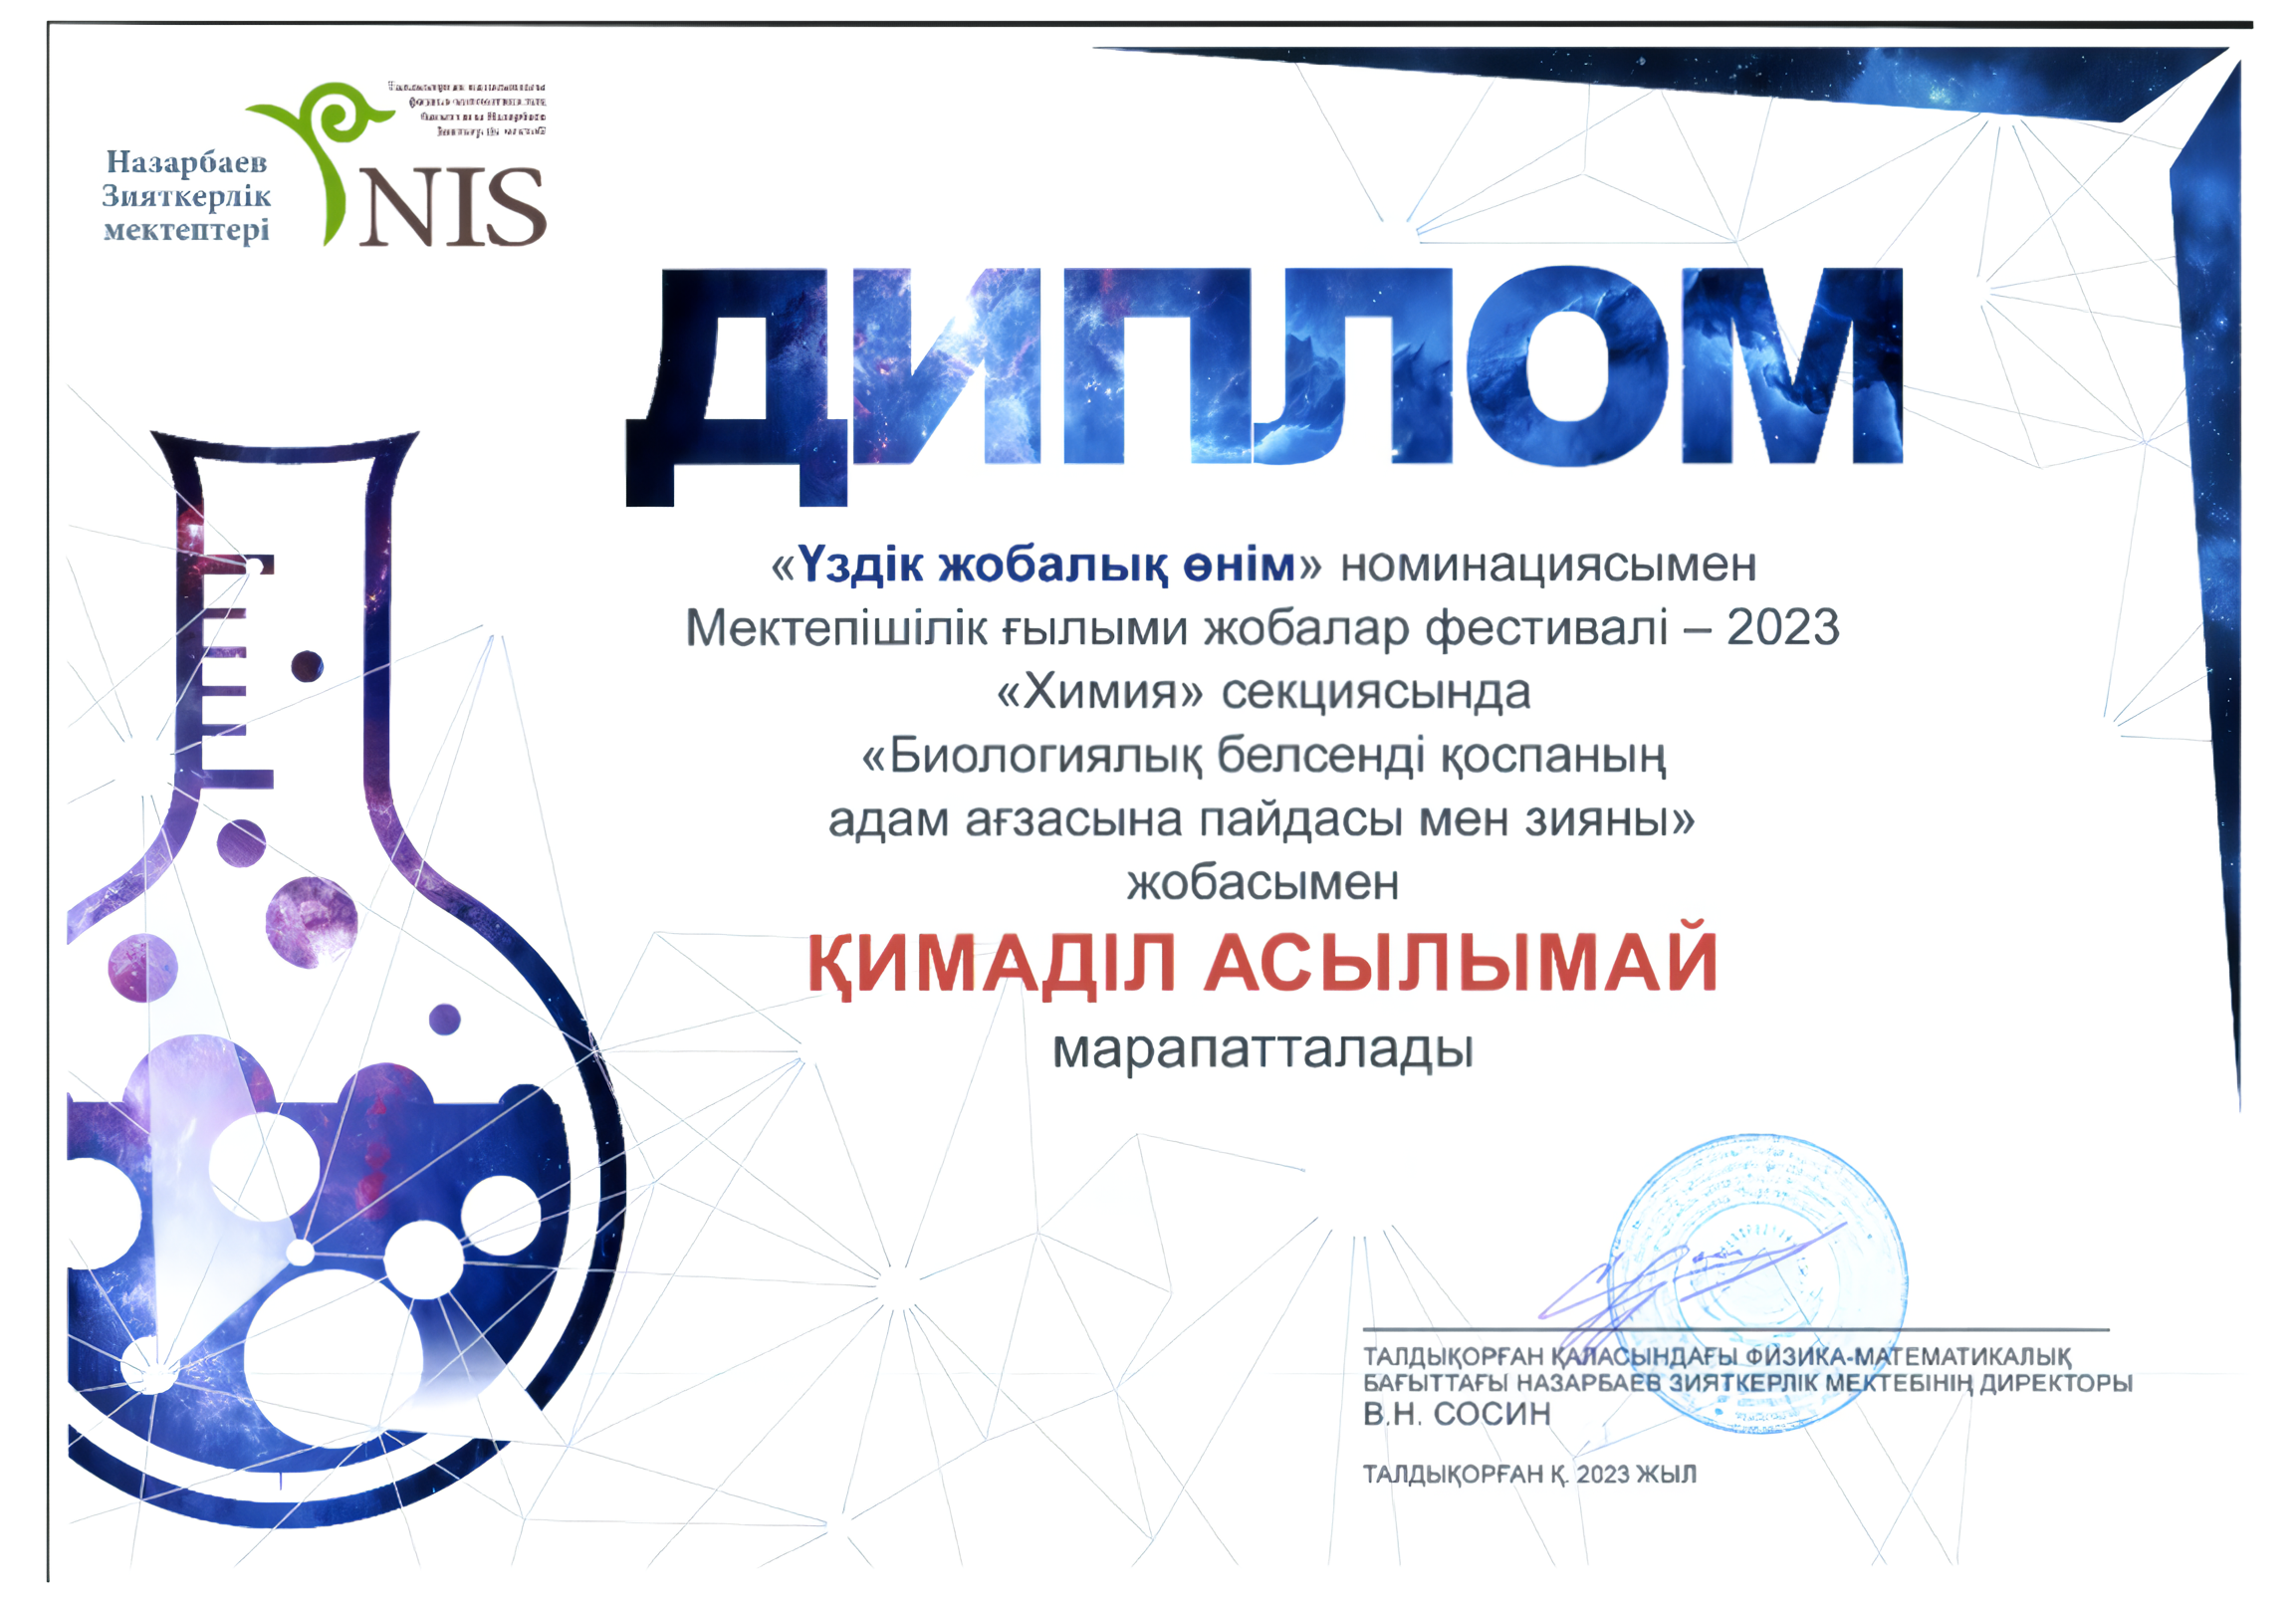 Назарбаев
Зияткерлік
мектептері
NIS
ДИПЛОМ
«Үздік жобалық өнім» номинациясымен
Мектепішілік ғылыми жобалар фестивалі – 2023
«Химия» секциясында
«Биологиялық белсенді қоспаның
адам ағзасына пайдасы мен зияны»
жобасымен
ҚИМАДІЛ АСЫЛЫМАЙ
марапатталады
ТАЛДЫҚОРҒАН ҚАЛАСЫНДАҒЫ ФИЗИКА-МАТЕМАТИКАЛЫҚ
БАҒЫТТАҒЫ НАЗАРБАЕВ ЗИЯТКЕРЛІК МЕКТЕБІНІҢ ДИРЕКТОРЫ
В.Н. СОСИН
ТАЛДЫҚОРҒАН Қ. 2023 ЖЫЛ